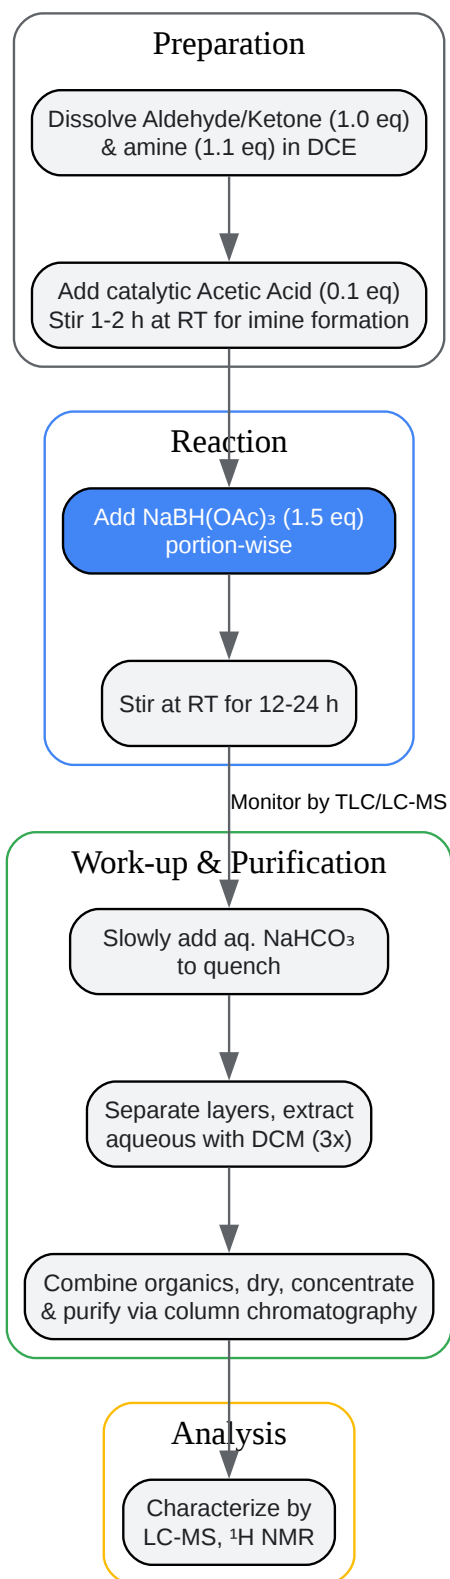 Preparation
Dissolve Aldehyde/Ketone (1.0 eq)
& amine (1.1 eq) in DCE
Add catalytic Acetic Acid (0.1 eq)
Stir 1-2 h at RT for imine formation
Reaction
Add NaBH(OAc)₃ (1.5 eq)
portion-wise
Stir at RT for 12-24 h
Monitor by TLC/LC-MS
Work-up & Purification
Slowly add aq. NaHCO₃
to quench
Separate layers, extract
aqueous with DCM (3x)
Combine organics, dry, concentrate
& purify via column chromatography
Analysis
Characterize by
LC-MS, ¹H NMR